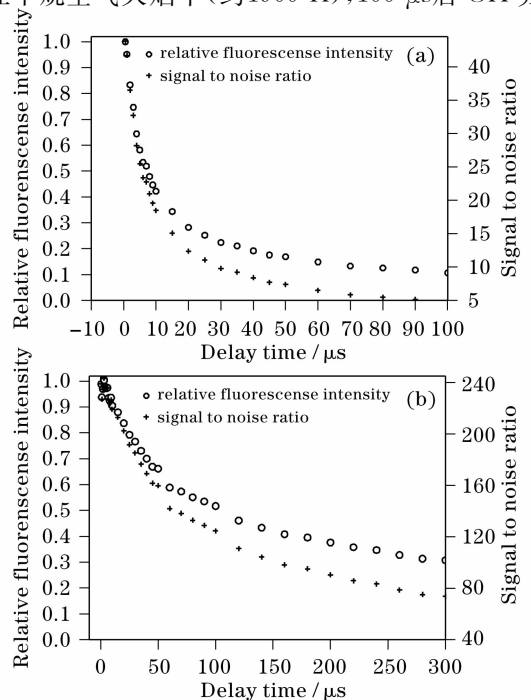 1.0
0.9
0.8
0.7
0.6
0.5
0.4
0.3
0.2
0.1
0.0
Relative fluorenscense intensity
relative fluorescense intensity
signal to noise ratio
(a)
40
35
30
25
20
15
10
5
Signal to noise ratio
−10 0 10 20 30 40 50 60 70 80 90 100
Delay time / μs
1.0
0.9
0.8
0.7
0.6
0.5
0.4
0.3
0.2
0.1
0.0
Relative fluorenscense intensity
relative fluorescense intensity
signal to noise ratio
(b)
240
200
160
120
80
40
Signal to noise ratio
0 50 100 150 200 250 300
Delay time / μs